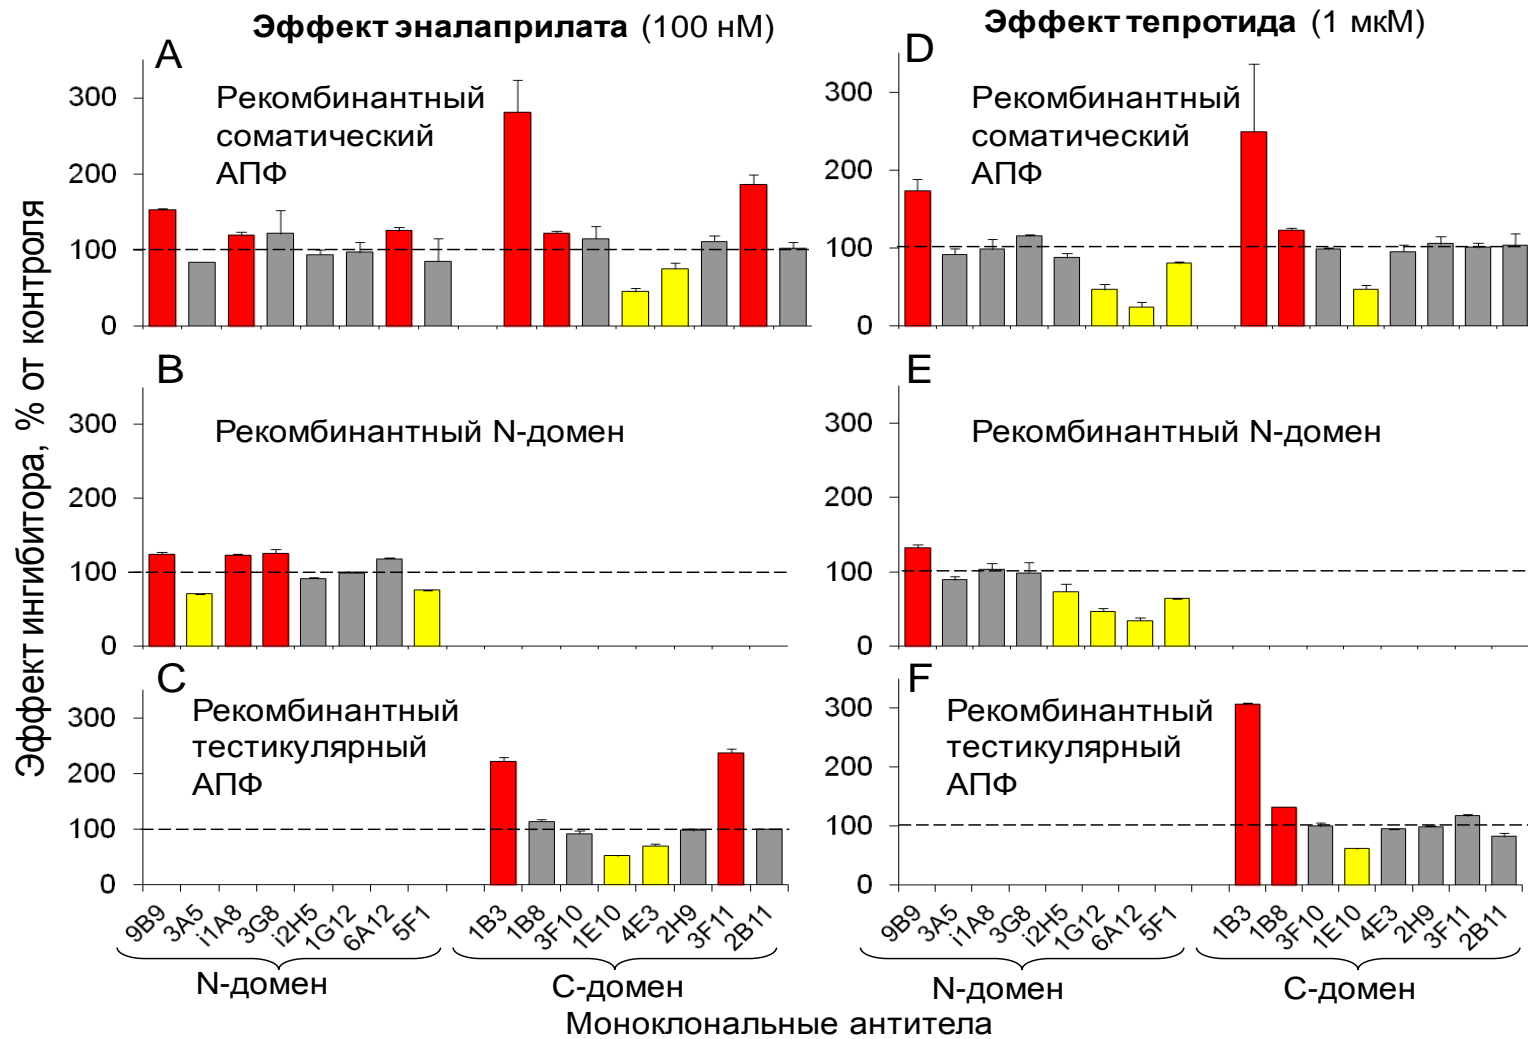 Эффект эналаприлата (100 нМ)
Эффект тепротида (1 мкМ)
Эффект ингибитора, % от контроля
A
Рекомбинантный
соматический
АПФ
300
200
100
0
D
Рекомбинантный
соматический
АПФ
300
200
100
0
B
Рекомбинантный N-домен
300
200
100
0
E
Рекомбинантный N-домен
300
200
100
0
C
Рекомбинантный
тестикулярный
АПФ
300
200
100
0
F
Рекомбинантный
тестикулярный
АПФ
300
200
100
0
9B9 3A5 i1A8 3G8 i2H5 1G12 6A12 5F1 1B3 1B8 3F10 1E10 4E3 2H9 3F11 2B11
9B9 3A5 i1A8 3G8 i2H5 1G12 6A12 5F1 1B3 1B8 3F10 1E10 4E3 2H9 3F11 2B11
N-домен C-домен
N-домен C-домен
Моноклональные антитела